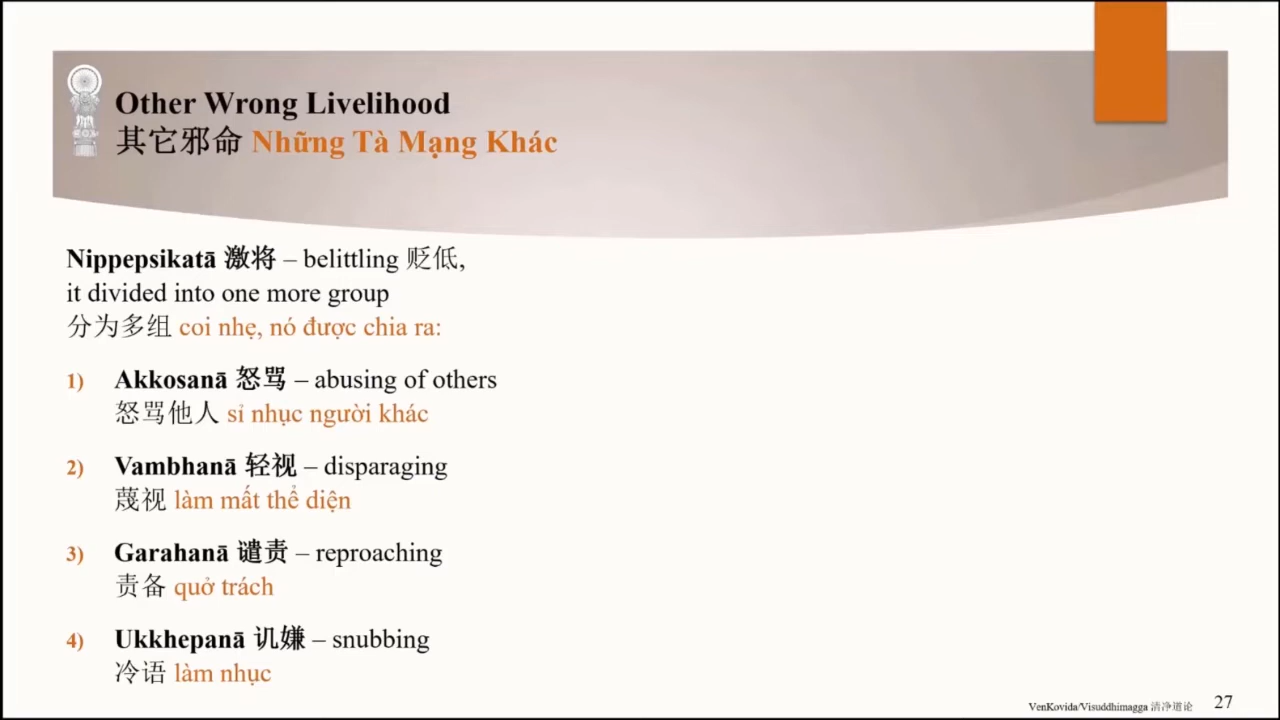 Other Wrong Livelihood
其它邪命 Những Tà Mạng Khác
Nippepsikatā 激将 – belittling 贬低,
it divided into one more group
分为多组 coi nhẹ, nó được chia ra:
1) Akkosanā 怒骂 – abusing of others
怒骂他人 sỉ nhục người khác
2) Vambhanā 轻视 – disparaging
蔑视 làm mất thể diện
3) Garahanā 谴责 – reproaching
责备 quở trách
4) Ukkhepanā 讥嫌 – snubbing
冷语 làm nhục
VenKovida/Visuddhimagga 清净道论 27